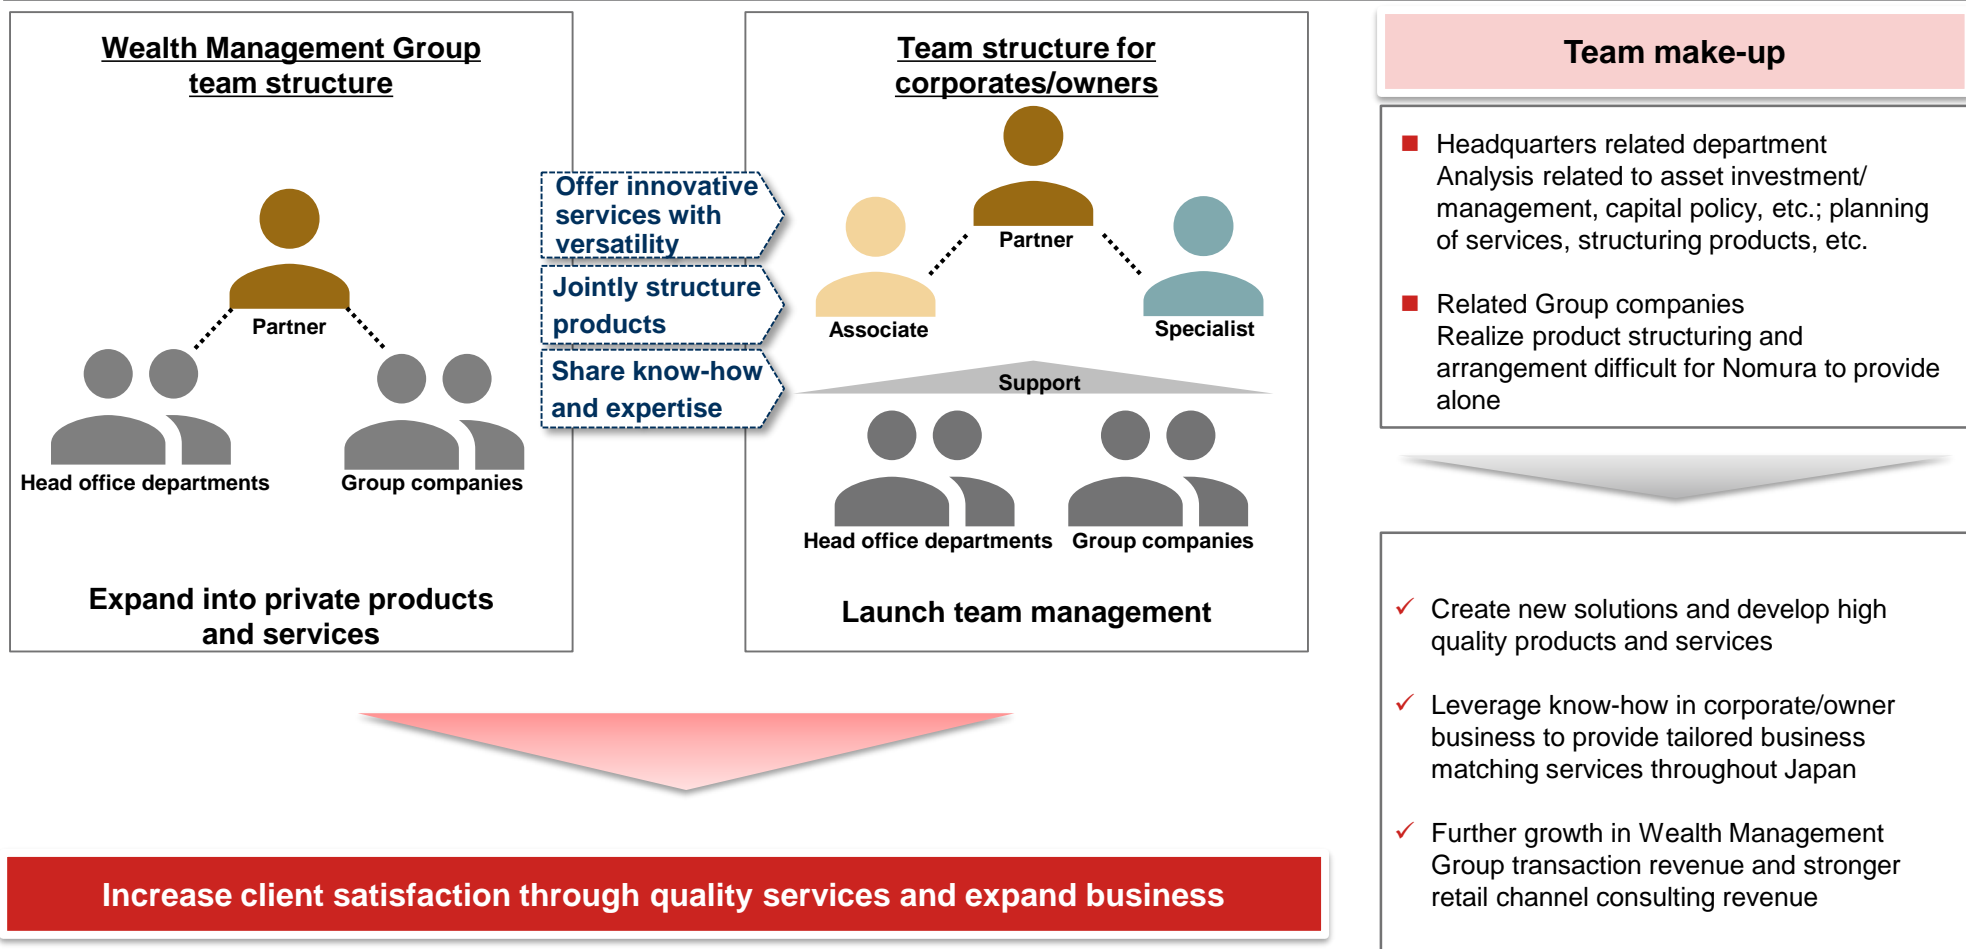 Wealth Management Group
team structure
Partner
Head office departments
Group companies
Expand into private products
and services
Offer innovative
services with
versatility
Jointly structure
products
Share know-how
and expertise
Team structure for
corporates/owners
Partner
Associate
Specialist
Support
Head office departments
Group companies
Launch team management
Increase client satisfaction through quality services and expand business
Team make-up
Headquarters related department
Analysis related to asset investment/
management, capital policy, etc.; planning
of services, structuring products, etc.
Related Group companies
Realize product structuring and
arrangement difficult for Nomura to provide
alone
Create new solutions and develop high
quality products and services
Leverage know-how in corporate/owner
business to provide tailored business
matching services throughout Japan
Further growth in Wealth Management
Group transaction revenue and stronger
retail channel consulting revenue